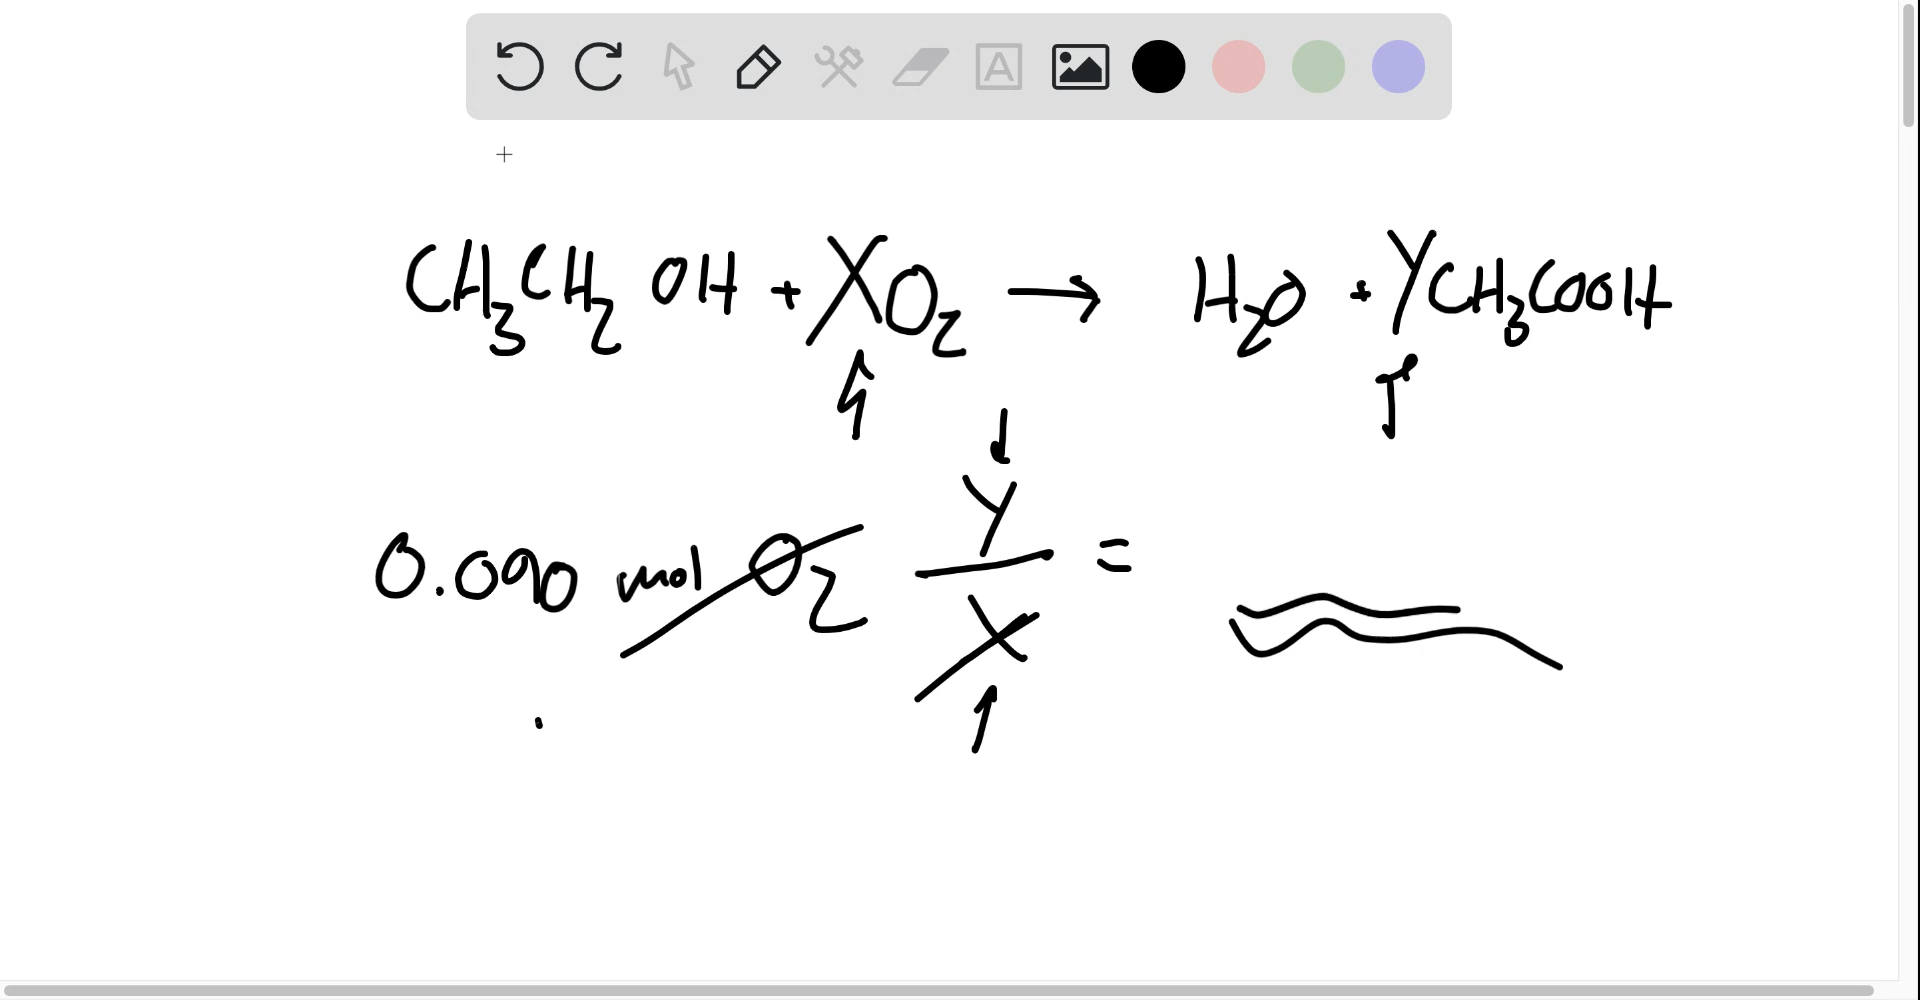 CH₃CH₂OH + XO₂ → H₂O + YCH₃COOH
0.090 mol O₂ Y/X =